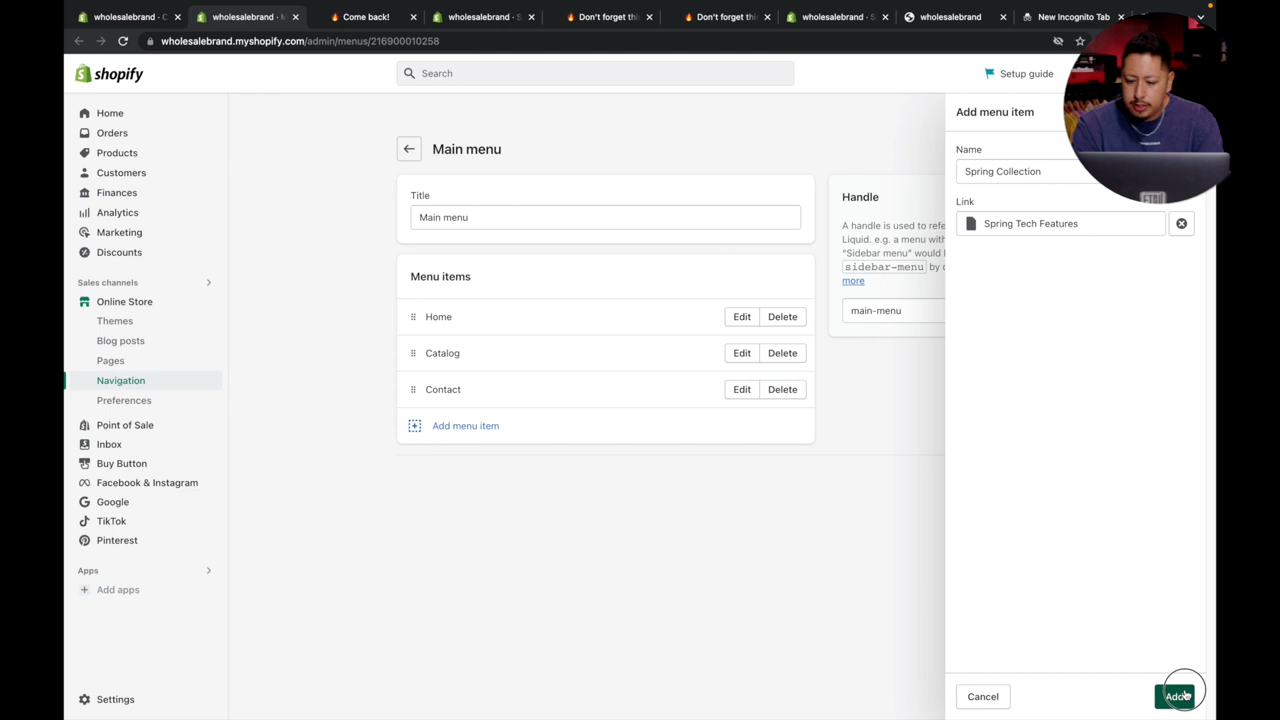 wholesalebrand - C
wholesalebrand - M
🔥 Come back!
wholesalebrand - S
🔥 Don't forget thi
🔥 Don't forget thi
wholesalebrand - S
wholesalebrand
New Incognito Tab
wholesalebrand.myshopify.com/admin/menus/216900010258
shopify
Search
Setup guide
Home
Orders
Products
Customers
Finances
Analytics
Marketing
Discounts
Sales channels
Online Store
Themes
Blog posts
Pages
Navigation
Preferences
Point of Sale
Inbox
Buy Button
Facebook & Instagram
Google
TikTok
Pinterest
Apps
Add apps
Settings
Main menu
Title
Main menu
Menu items
Home Edit Delete
Catalog Edit Delete
Contact Edit Delete
Add menu item
Handle
A handle is used to refe
Liquid. e.g. a menu with
"Sidebar menu" would
sidebar-menu by
more
main-menu
Add menu item
Name
Spring Collection
Link
Spring Tech Features
Cancel
Add